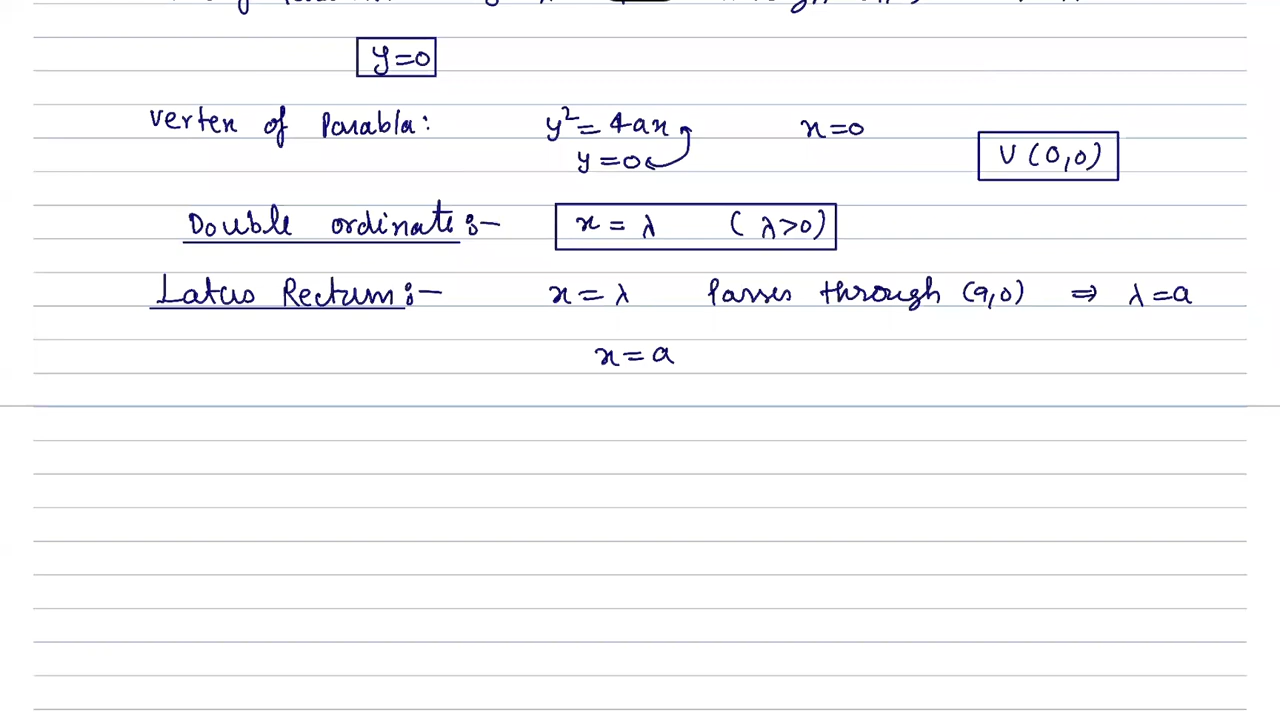 y=0
Vertex of Parabla: y²= 4ax x=0
y=0 V(0,0)
Double ordinate:- x = λ (λ>0)
Latus Rectum:- x = λ Passes through (a,0) ⇒ λ=a
x=a